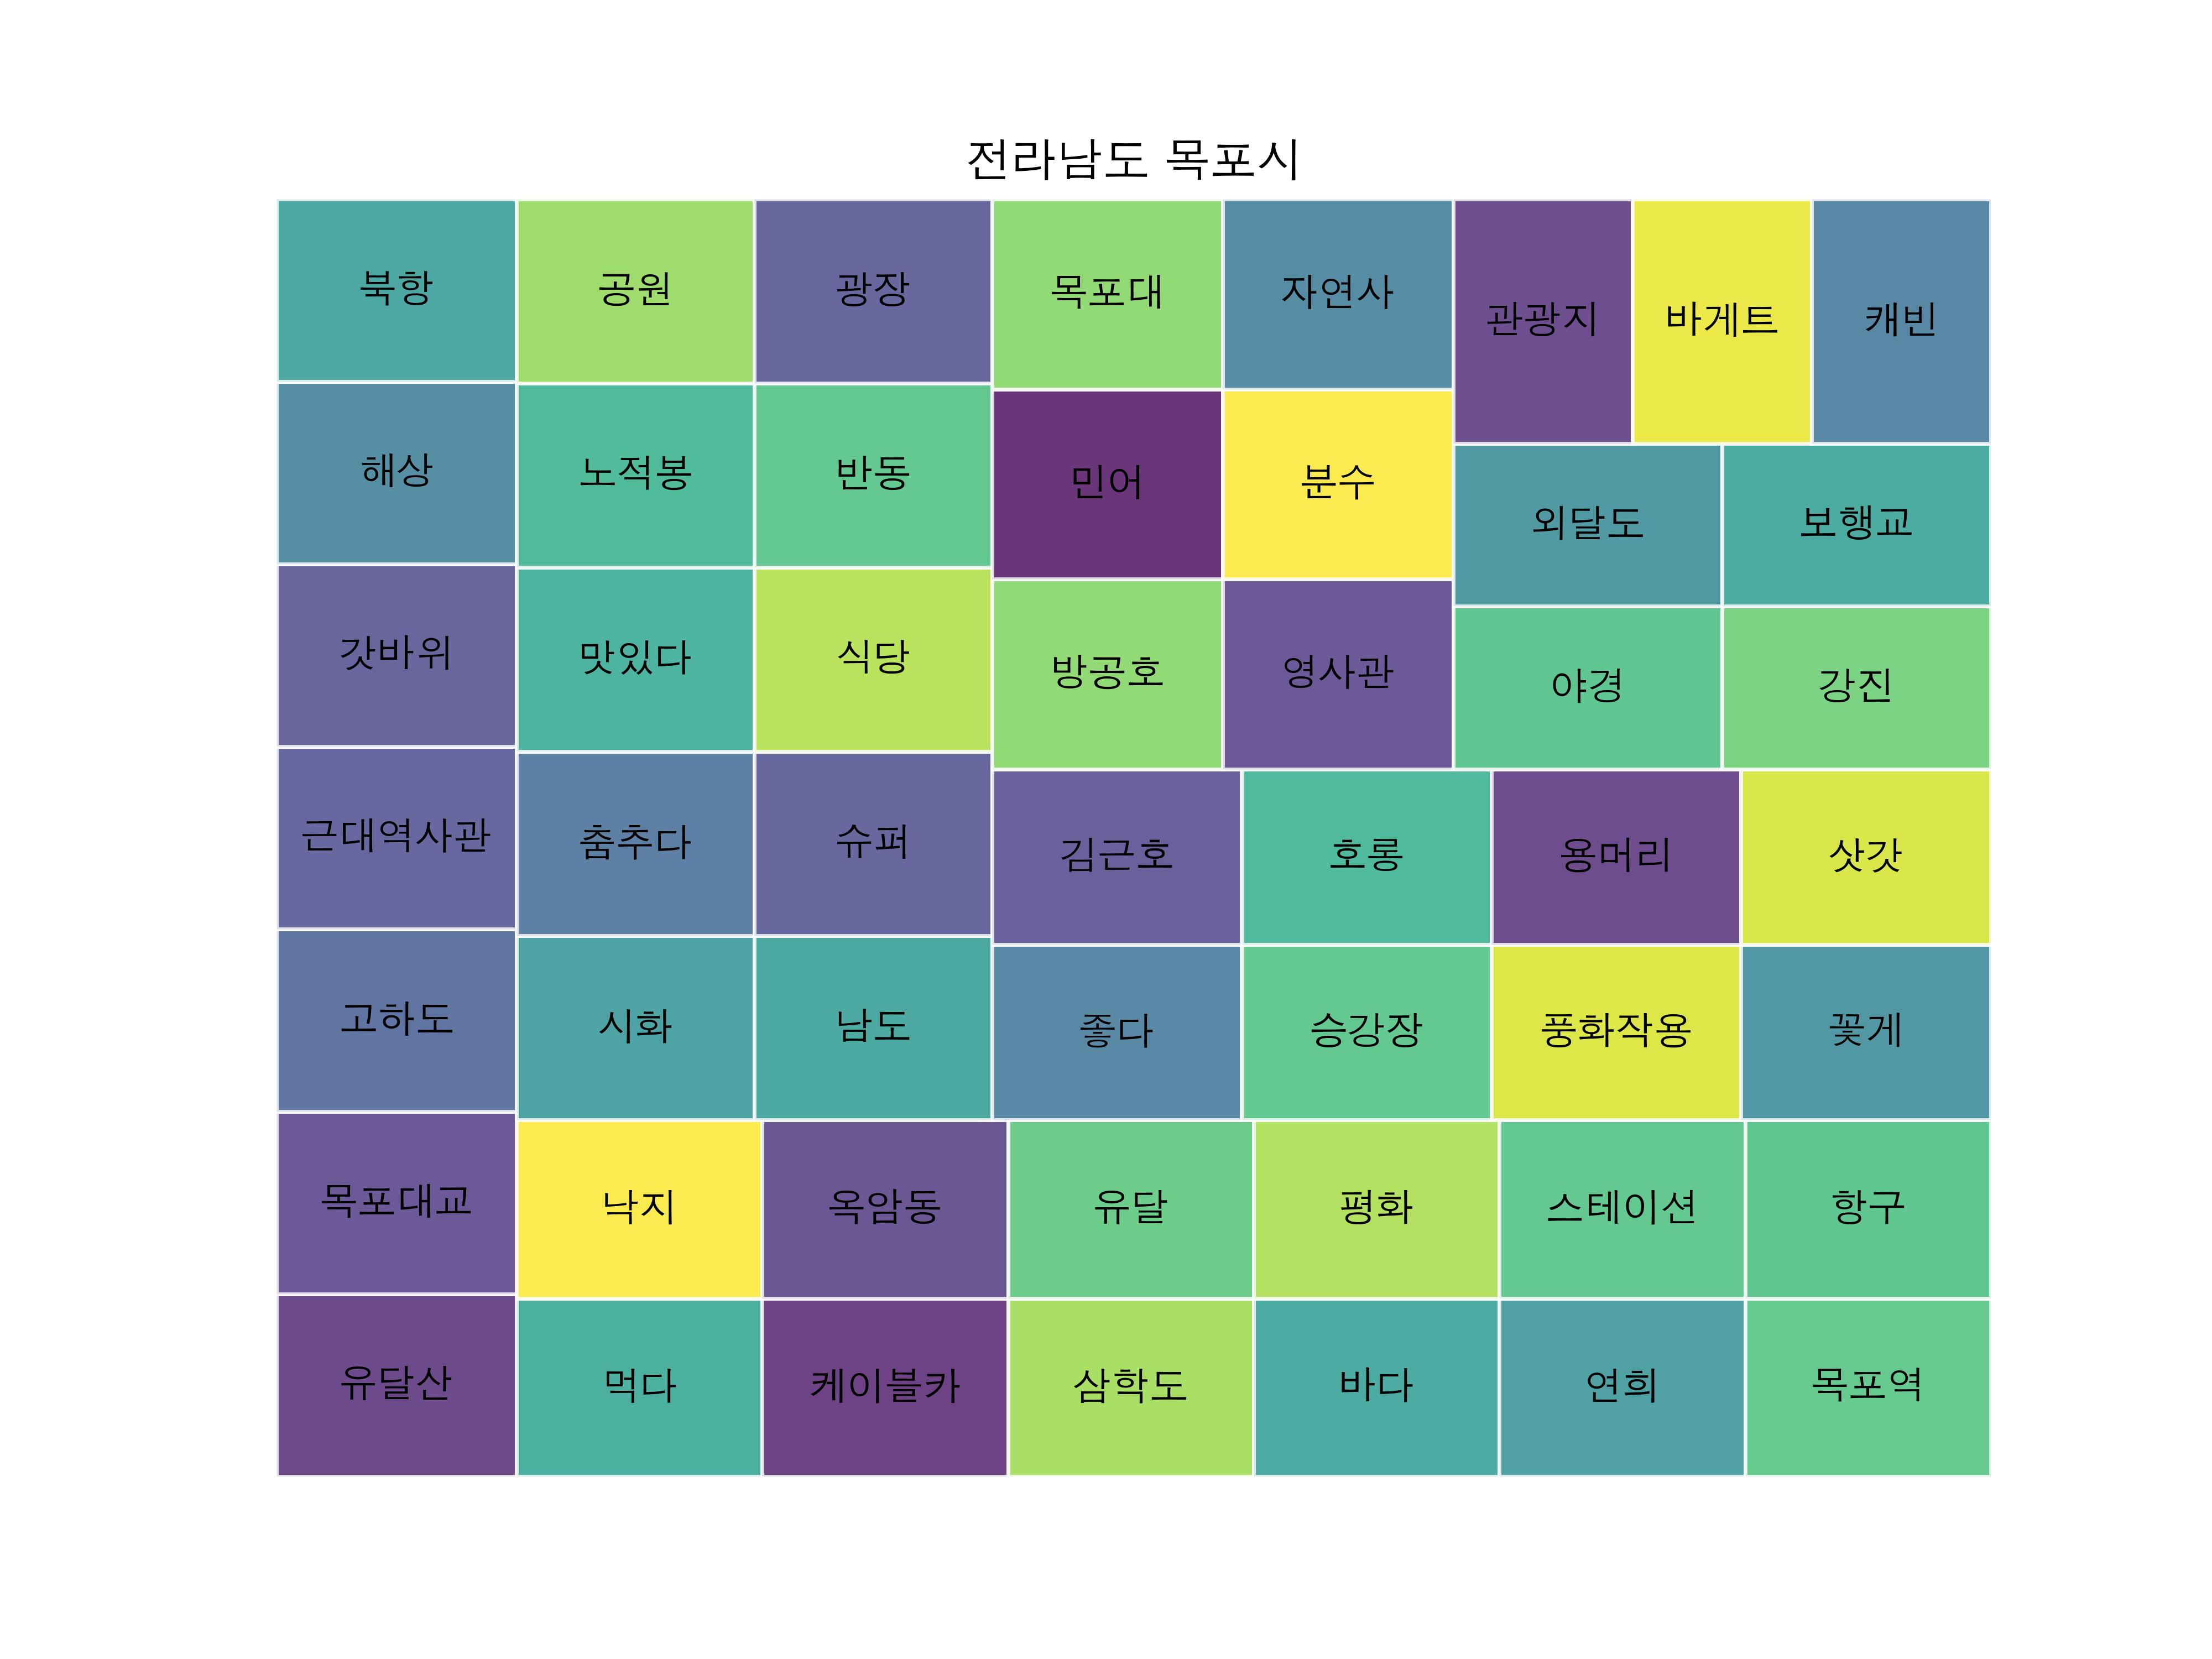 전라남도 목포시
북항 공원 광장 목포대 자연사 관광지 바게트 캐빈
해상 노적봉 반동 민어 분수 외달도 보행교
갓바위 맛있다 식당 방공호 영사관 야경 강진
근대역사관 춤추다 슈퍼 김은호 호롱 용머리 삿갓
고하도 시화 남도 좋다 승강장 풍화작용 꽃게
목포대교 낙지 옥암동 유달 평화 스테이션 항구
유달산 먹다 케이블카 삼학도 바다 연희 목포역